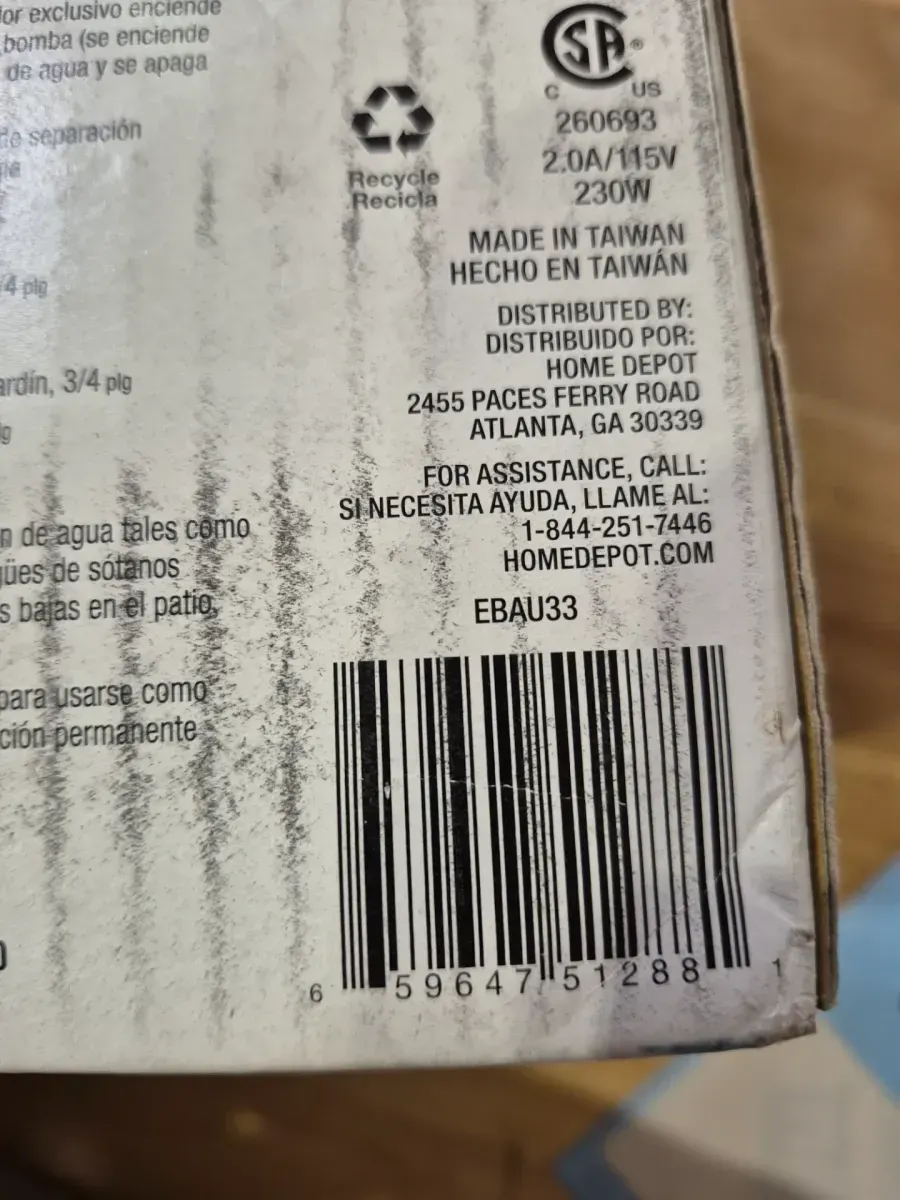 exclusivo enciende
bomba (se enciende
de agua y se apaga
de separación
4 plg
3/4 plg
de agua tales como
de sótanos
bajas en el patio,
para usarse como
permanente
Recycle
Recicla
SA ®
C US
260693
2.0A/115V
230W
MADE IN TAIWAN
HECHO EN TAIWÁN
DISTRIBUTED BY:
DISTRIBUIDO POR:
HOME DEPOT
2455 PACES FERRY ROAD
ATLANTA, GA 30339
FOR ASSISTANCE, CALL:
SI NECESITA AYUDA, LLAME AL:
1-844-251-7446
HOMEDEPOT.COM
EBAU33
6 59647 51288 1